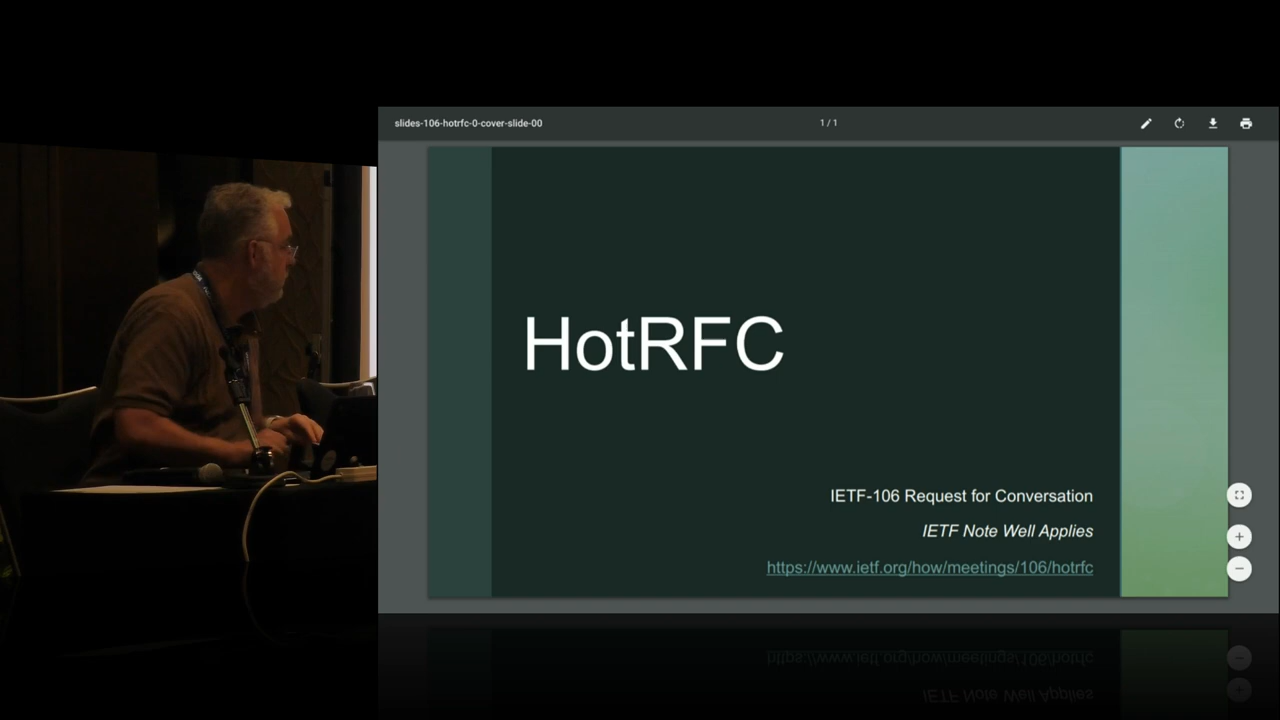 slides-106-hotrfc-0-cover-slide-00
1 / 1
HotRFC
IETF-106 Request for Conversation
IETF Note Well Applies
https://www.ietf.org/how/meetings/106/hotrfc